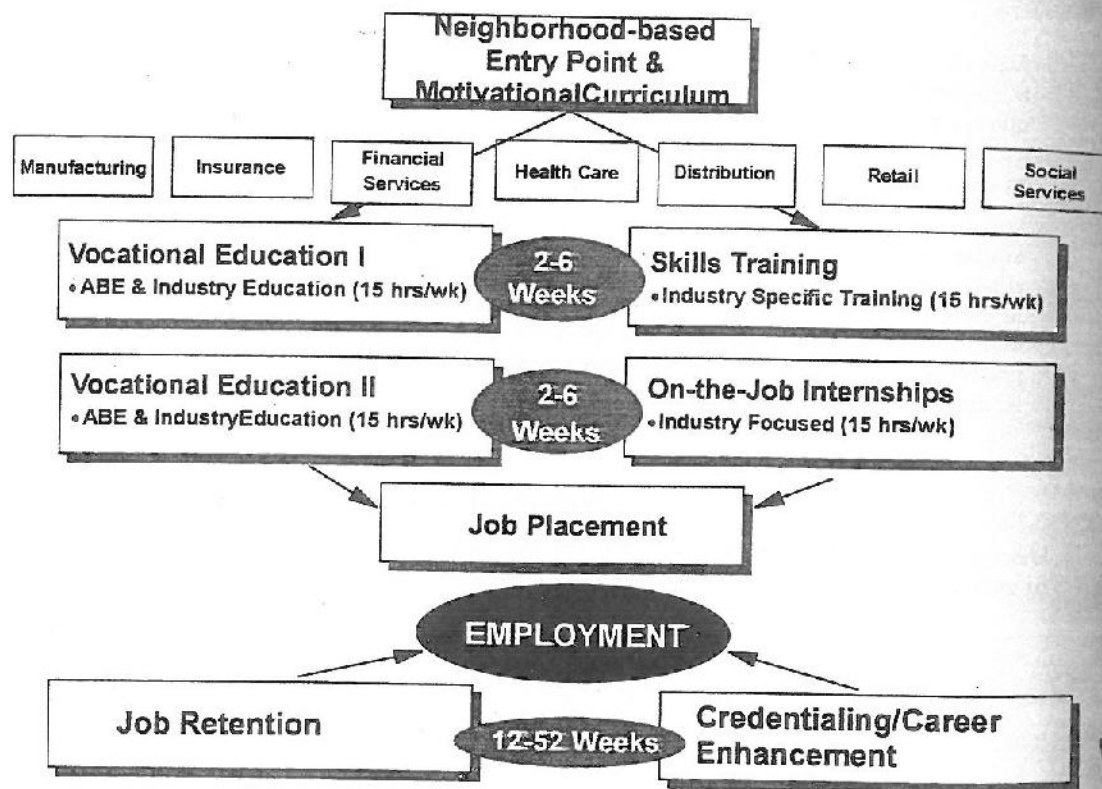 Neighborhood-based
Entry Point &
MotivationalCurriculum
Manufacturing
Insurance
Financial
Services
Health Care
Distribution
Retail
Social
Services
Vocational Education I
• ABE & Industry Education (15 hrs/wk)
2-6
Weeks
Skills Training
• Industry Specific Training (15 hrs/wk)
Vocational Education II
• ABE & IndustryEducation (15 hrs/wk)
2-6
Weeks
On-the-Job Internships
• Industry Focused (15 hrs/wk)
Job Placement
EMPLOYMENT
Job Retention
12-52 Weeks
Credentialing/Career
Enhancement